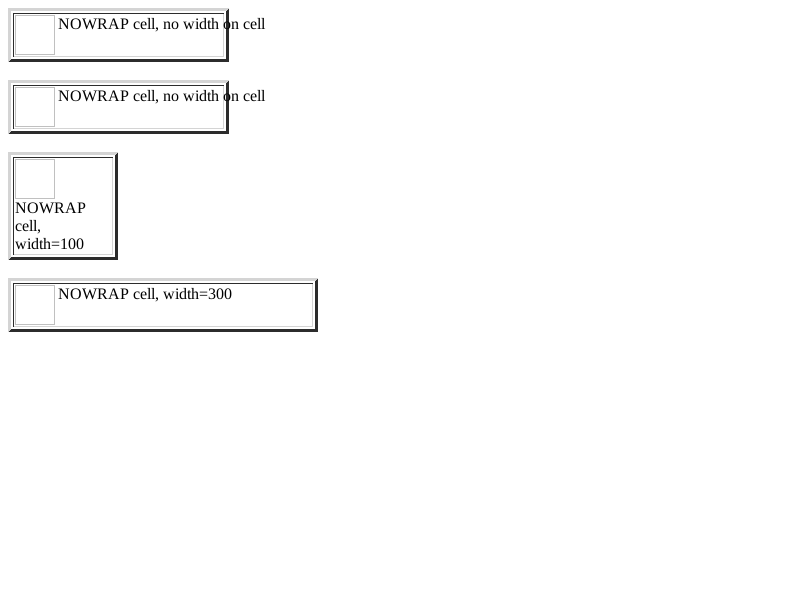 NOWRAP cell, no width on cell
NOWRAP cell, no width on cell
NOWRAP
cell,
width=100
NOWRAP cell, width=300